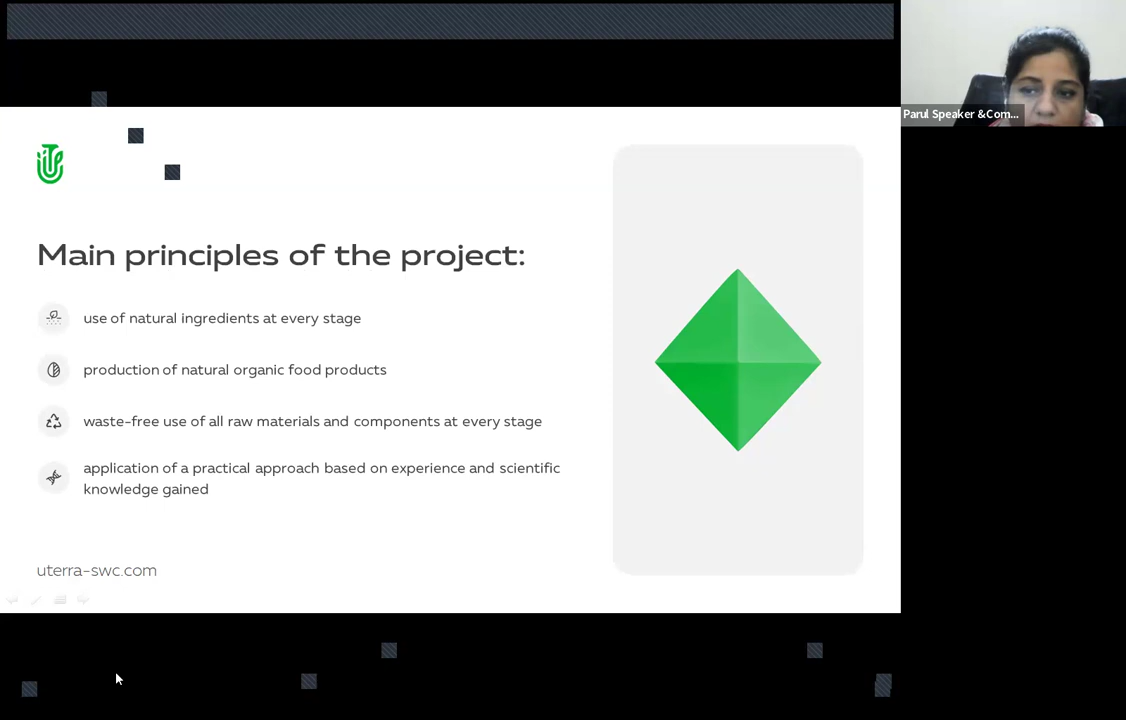 Parul Speaker &Com...
Main principles of the project:
use of natural ingredients at every stage
production of natural organic food products
waste-free use of all raw materials and components at every stage
application of a practical approach based on experience and scientific
knowledge gained
uterra-swc.com